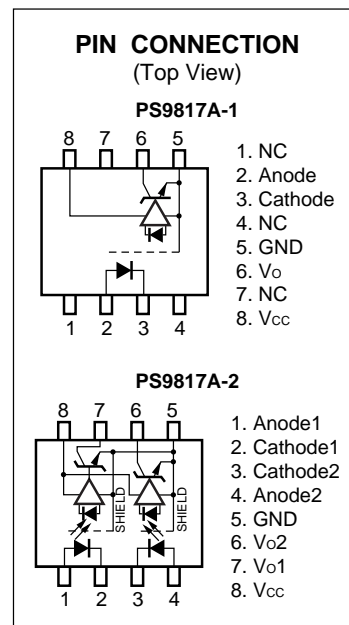 PIN CONNECTION
(Top View)
PS9817A-1
8 7 6 5
1. NC
2. Anode
3. Cathode
4. NC
5. GND
6. VO
7. NC
8. VCC
1 2 3 4
PS9817A-2
8 7 6 5
1. Anode1
2. Cathode1
3. Cathode2
4. Anode2
5. GND
6. VO2
7. VO1
8. VCC
SHIELD
SHIELD
1 2 3 4